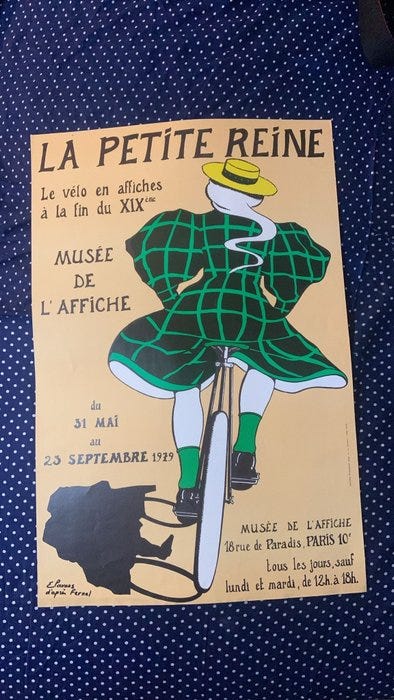 LA PETITE REINE
Le vélo en affiches
à la fin du XIXème
MUSÉE
DE
L'AFFICHE
du
31 MAI
au
23 SEPTEMBRE 1979
MUSÉE DE L'AFFICHE
18 rue de Paradis, PARIS 10e
tous les jours, sauf
lundi et mardi, de 12h. à 18h.
d'après Fernel